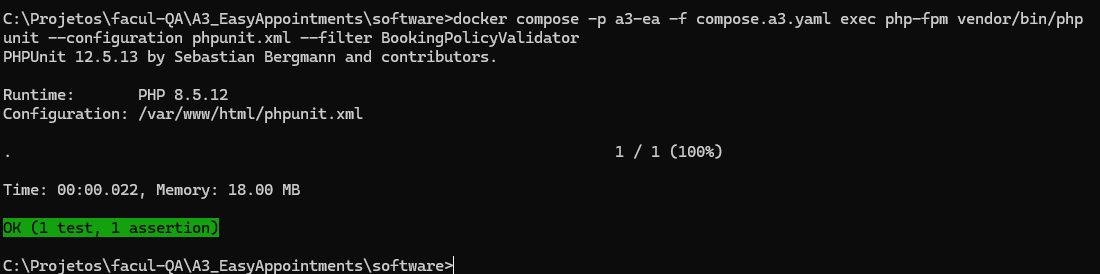 C:\Projetos\facul-QA\A3_EasyAppointments\software>docker compose -p a3-ea -f compose.a3.yaml exec php-fpm vendor/bin/php
unit --configuration phpunit.xml --filter BookingPolicyValidator
PHPUnit 12.5.13 by Sebastian Bergmann and contributors.
Runtime:       PHP 8.5.12
Configuration: /var/www/html/phpunit.xml
.                                                                   1 / 1 (100%)
Time: 00:00.022, Memory: 18.00 MB
OK (1 test, 1 assertion)
C:\Projetos\facul-QA\A3_EasyAppointments\software>